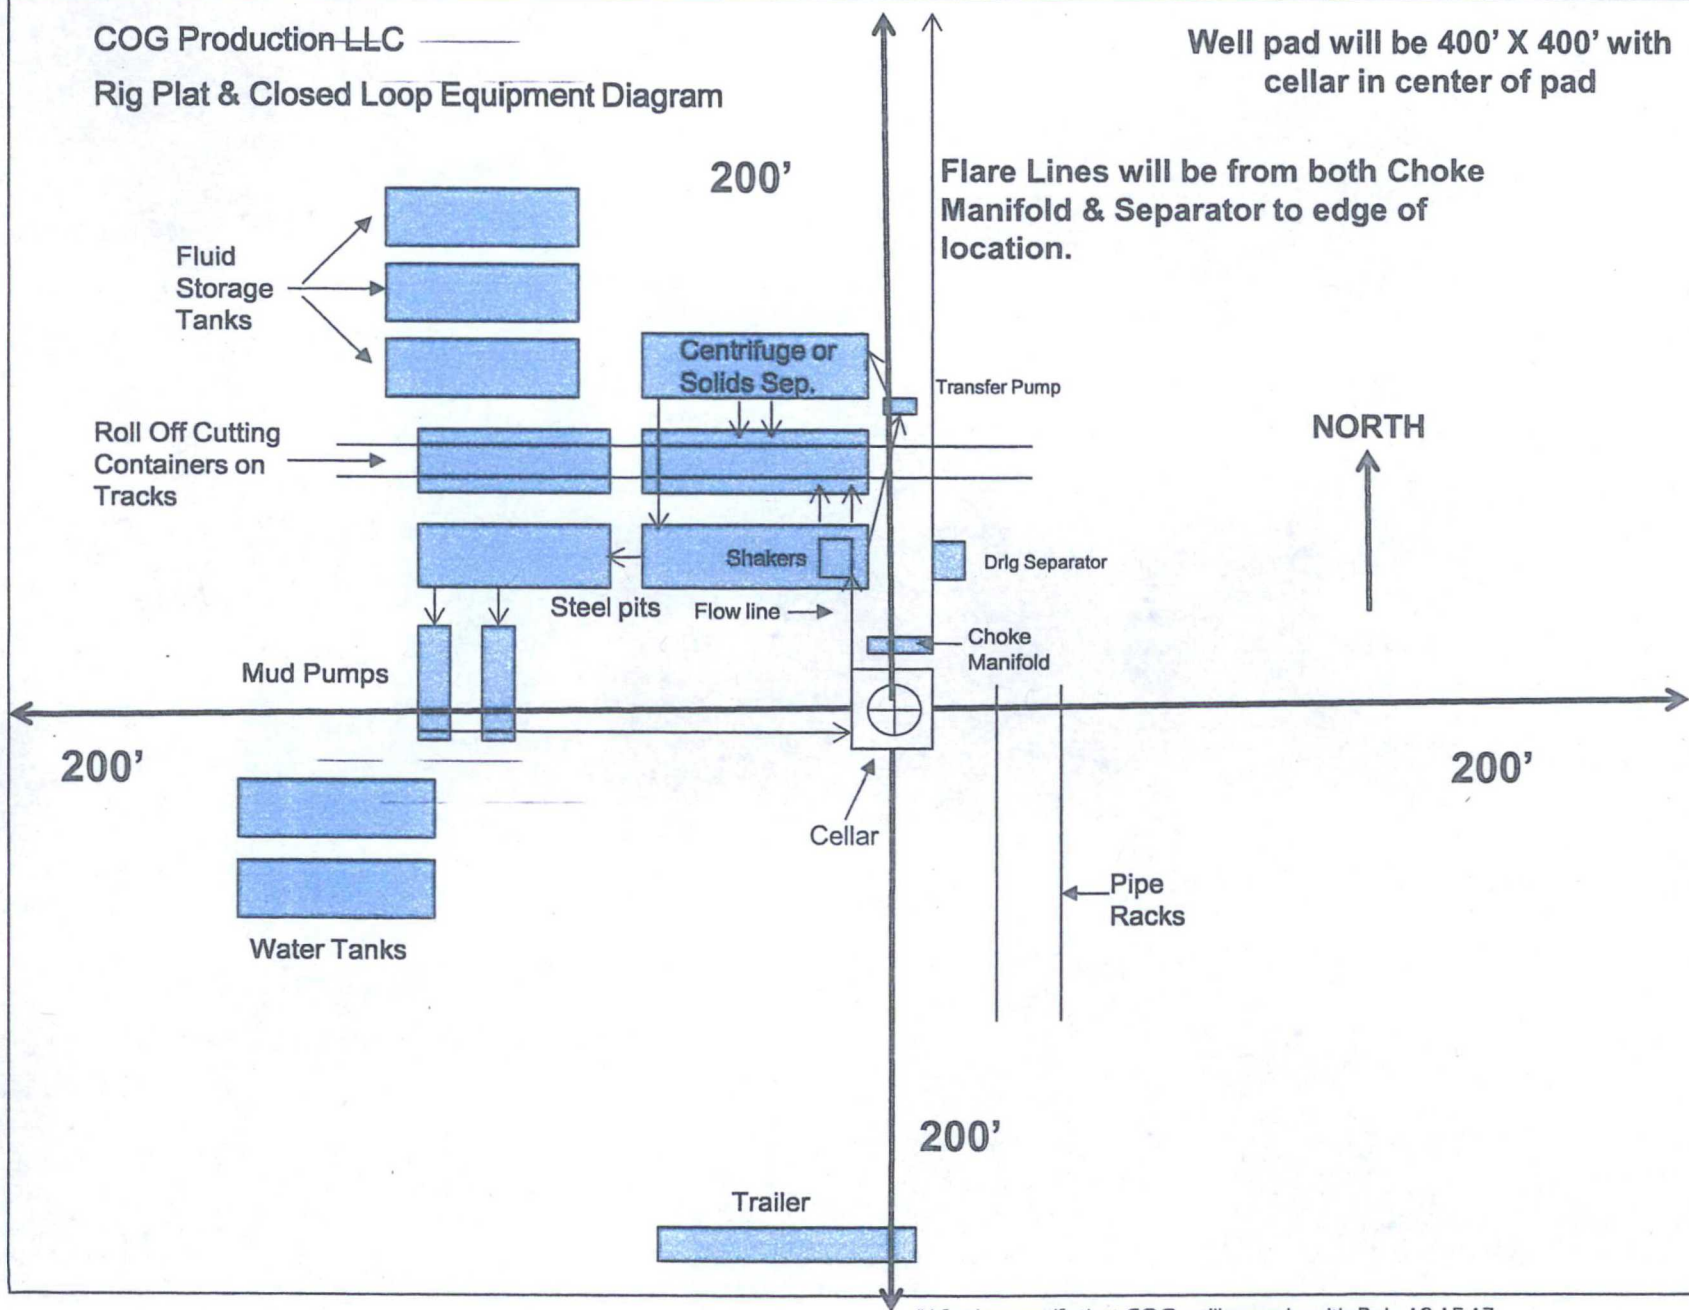 COG Production LLC
Rig Plat & Closed Loop Equipment Diagram
Well pad will be 400' X 400' with
cellar in center of pad
200'
Flare Lines will be from both Choke
Manifold & Separator to edge of
location.
Fluid
Storage
Tanks
Centrifuge or
Solids Sep.
Transfer Pump
Roll Off Cutting
Containers on
Tracks
NORTH
Shakers
Drlg Separator
Steel pits
Flow line
Choke
Manifold
Mud Pumps
200'
200'
Cellar
Pipe
Racks
Water Tanks
200'
Trailer